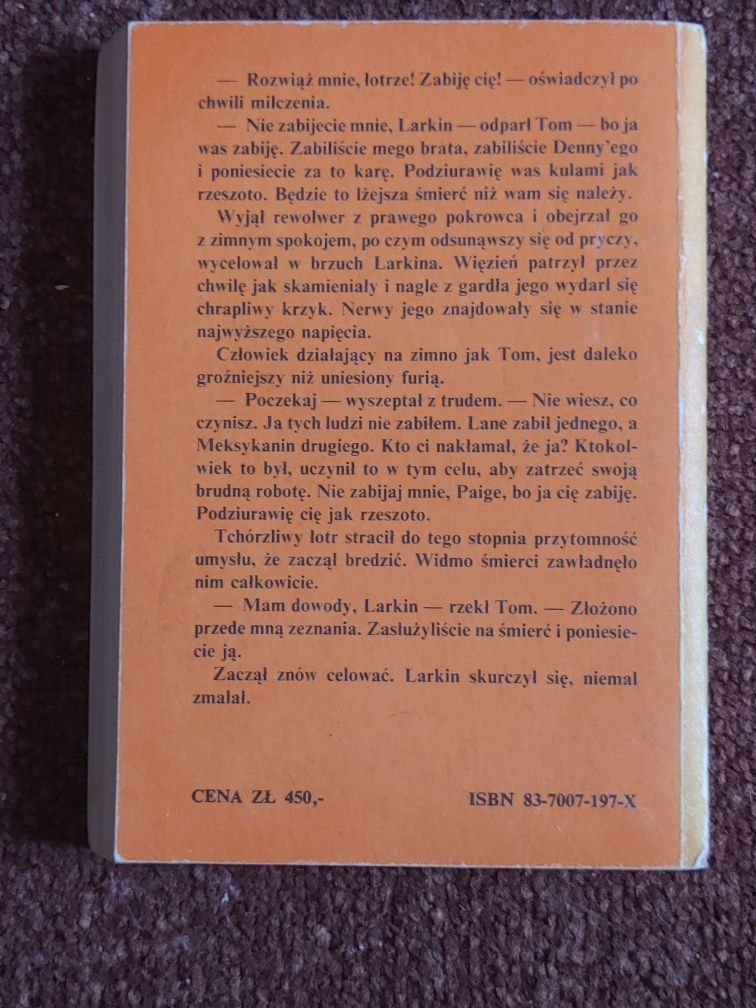 — Rozwiąż mnie, łotrze! Zabiję cię! — oświadczył po
chwili milczenia.
— Nie zabijecie mnie, Larkin — odparł Tom — bo ja
was zabiję. Zabiliście mego brata, zabiliście Denny'ego
i poniesiecie za to karę. Podziurawię was kulami jak
rzeszoto. Będzie to lżejsza śmierć niż wam się należy.
Wyjął rewolwer z prawego pokrowca i obejrzał go
z zimnym spokojem, po czym odsunąwszy się od pryczy,
wycelował w brzuch Larkina. Więzień patrzył przez
chwilę jak skamieniały i nagle z gardła jego wydarł się
chrapliwy krzyk. Nerwy jego znajdowały się w stanie
najwyższego napięcia.
Człowiek działający na zimno jak Tom, jest daleko
groźniejszy niż uniesiony furią.
— Poczekaj — wyszeptał z trudem. — Nie wiesz, co
czynisz. Ja tych ludzi nie zabiłem. Lane zabił jednego, a
Meksykanin drugiego. Kto ci nakłamał, że ja? Ktokol-
wiek to był, uczynił to w tym celu, aby zatrzeć swoją
brudną robotę. Nie zabijaj mnie, Paige, bo ja cię zabiję.
Podziurawię cię jak rzeszoto.
Tchórzliwy łotr stracił do tego stopnia przytomność
umysłu, że zaczął bredzić. Widmo śmierci zawładnęło
nim całkowicie.
— Mam dowody, Larkin — rzekł Tom. — Złożono
przede mną zeznania. Zasłużyliście na śmierć i poniesie-
cie ją.
Zaczął znów celować. Larkin skurczył się, niemal
zmalał.
CENA ZŁ 450,- ISBN 83-7007-197-X